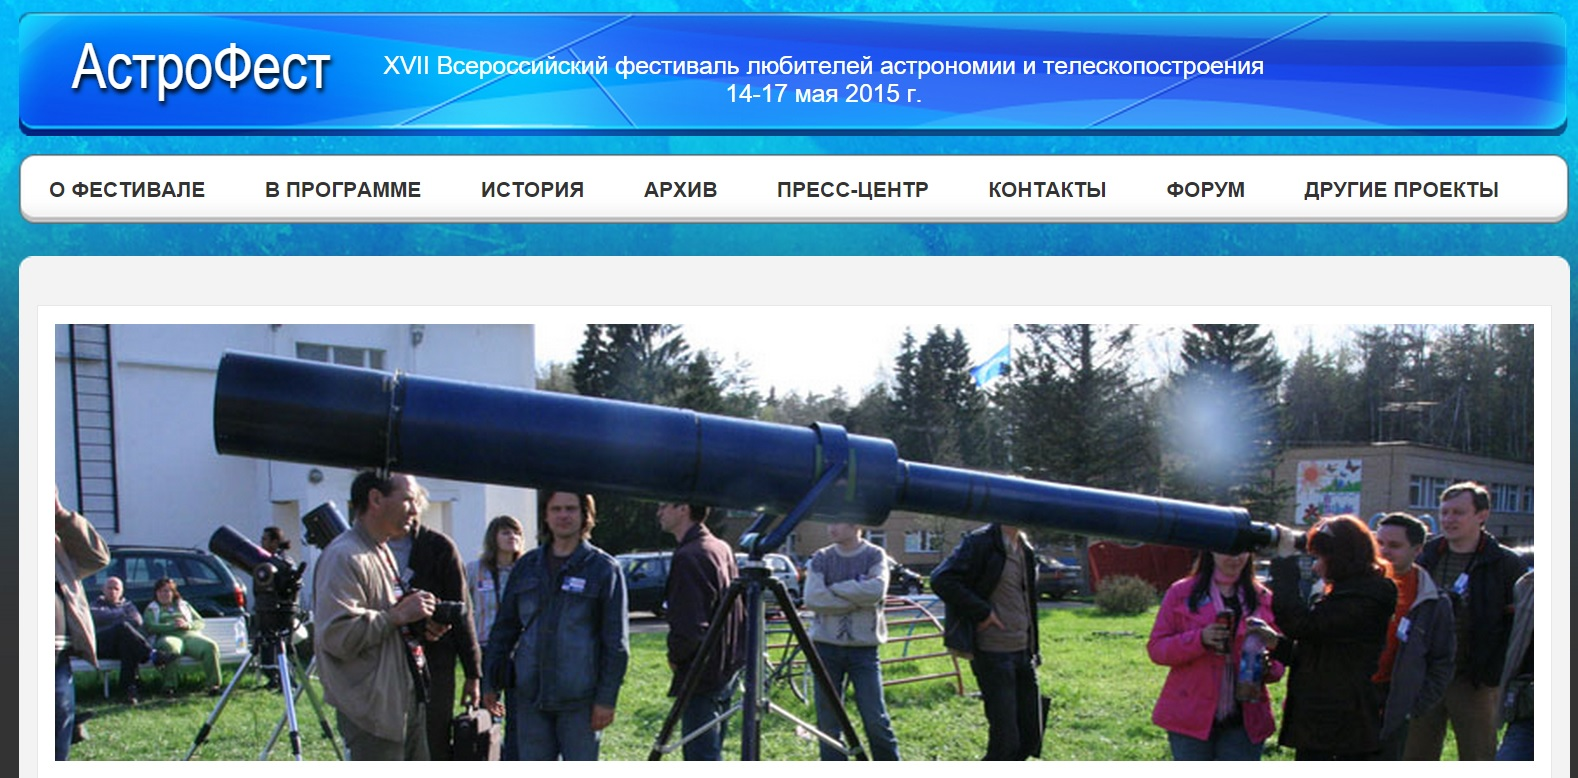 АстроФест
XVII Всероссийский фестиваль любителей астрономии и телескопостроения
14-17 мая 2015 г.
О ФЕСТИВАЛЕ В ПРОГРАММЕ ИСТОРИЯ АРХИВ ПРЕСС-ЦЕНТР КОНТАКТЫ ФОРУМ ДРУГИЕ ПРОЕКТЫ